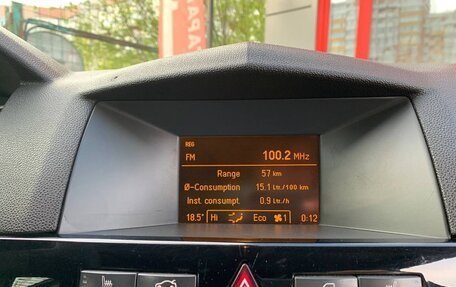 РАРА
REG
FM 100.2 MHz
Range 57 km
Ø-Consumption 15.1 Ltr./100 km
Inst consumpt. 0.9 Ltr./h
18.5° Hi Eco 1 0:12